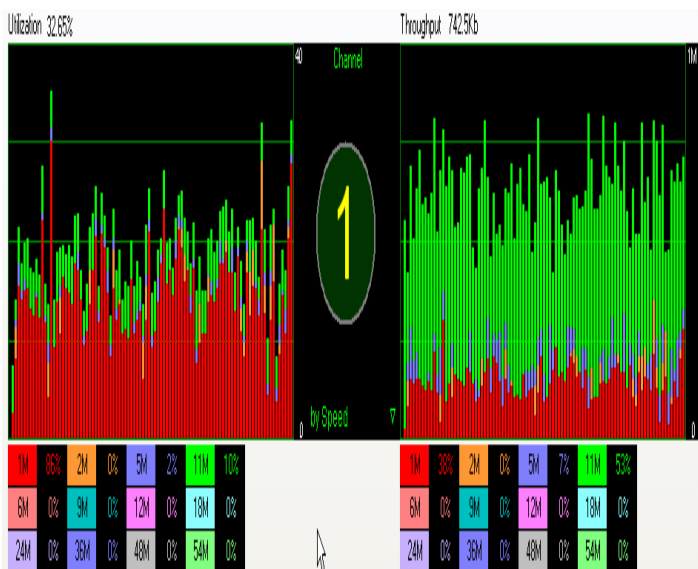 Utilization 32.65%
Throughput 742.5Kb
40
Channel
1M
1
0
by Speed
0
1M 86% 2M 0% 5M 2% 11M 10%
6M 0% 9M 0% 12M 0% 18M 0%
24M 0% 36M 0% 48M 0% 54M 0%
1M 38% 2M 0% 5M 7% 11M 53%
6M 0% 9M 0% 12M 0% 18M 0%
24M 0% 36M 0% 48M 0% 54M 0%